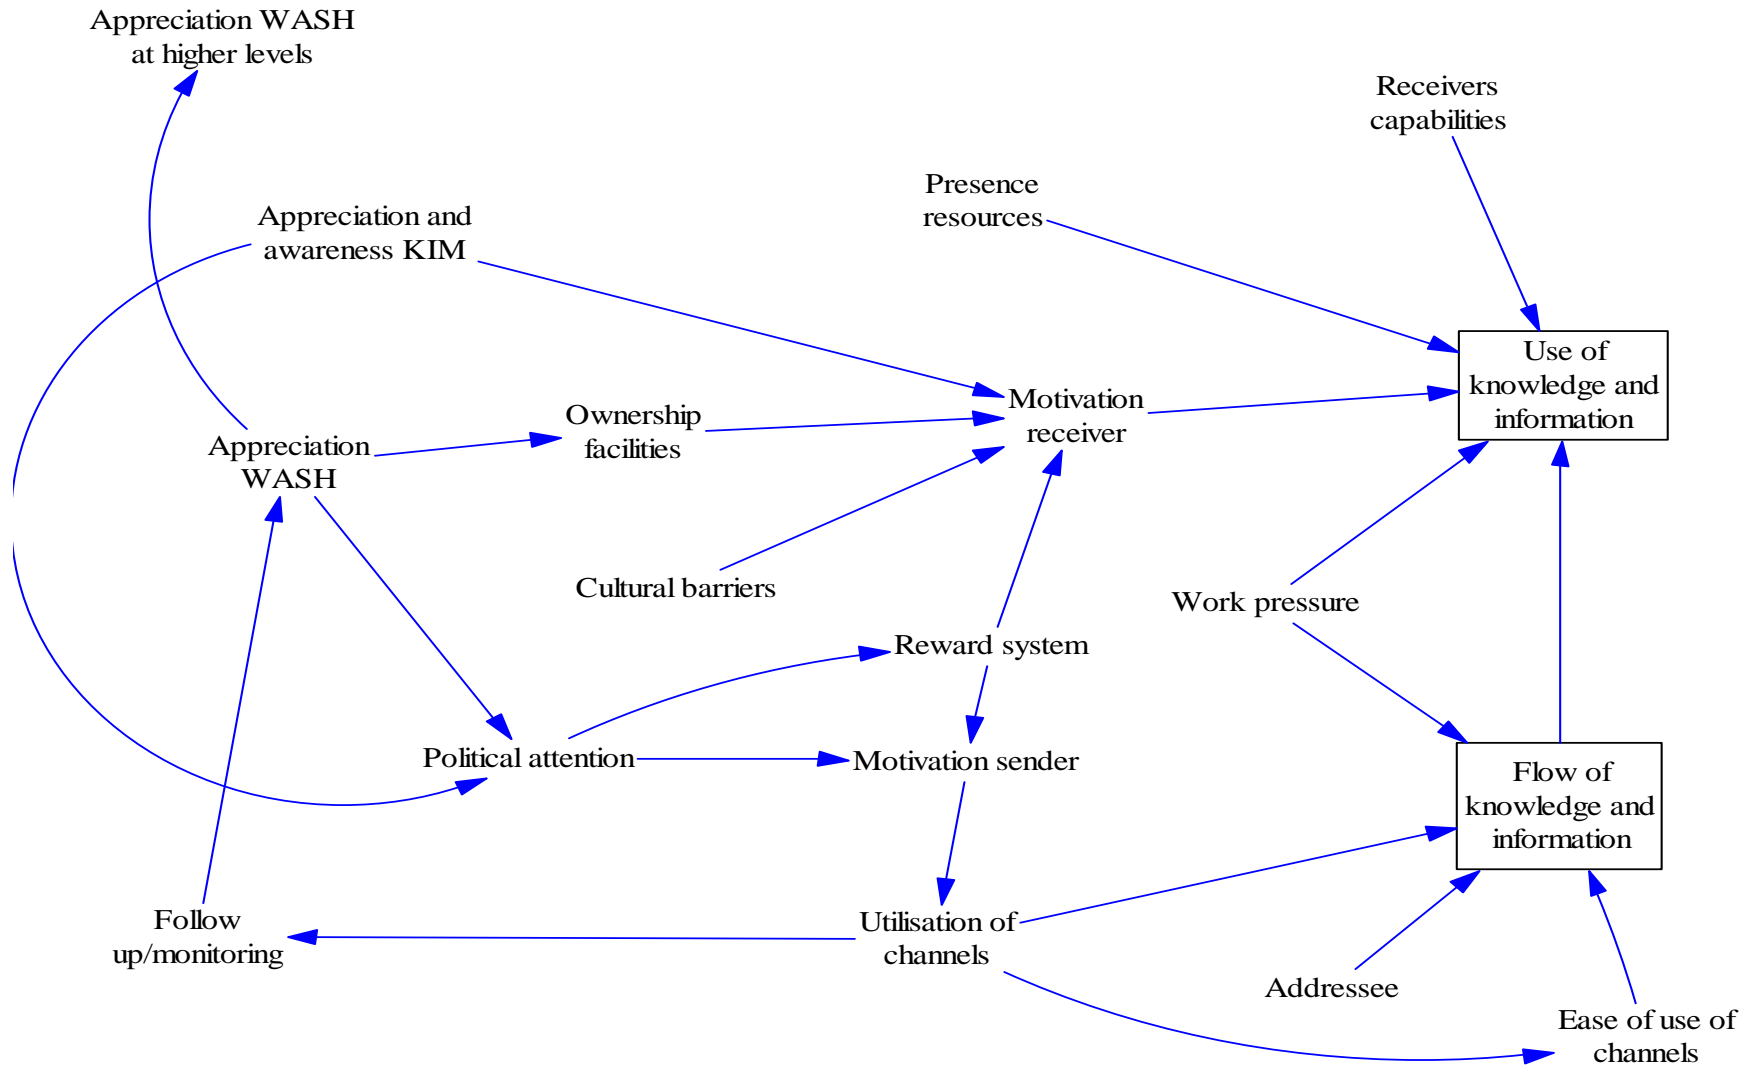 Appreciation WASH
at higher levels
Receivers
capabilities
Presence
resources
Appreciation and
awareness KIM
Use of
knowledge and
information
Motivation
receiver
Ownership
facilities
Appreciation
WASH
Cultural barriers
Work pressure
Reward system
Political attention
Motivation sender
Flow of
knowledge and
information
Follow
up/monitoring
Utilisation of
channels
Addressee
Ease of use of
channels